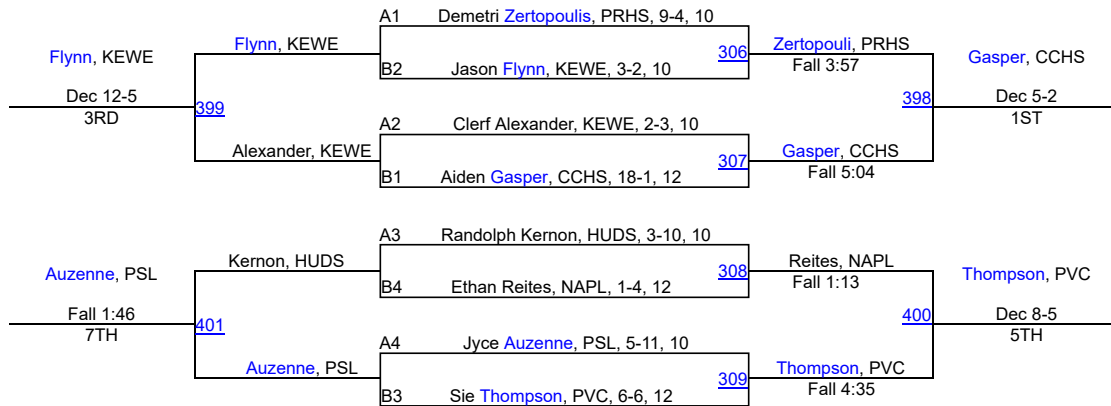 A1 Demetri Zertopoulis, PRHS, 9-4, 10
Flynn, KEWE
306
Zertopouli, PRHS
Flynn, KEWE
Gasper, CCHS
B2 Jason Flynn, KEWE, 3-2, 10
Fall 3:57
Dec 12-5
399
398
Dec 5-2
3RD
1ST
A2 Clerf Alexander, KEWE, 2-3, 10
Alexander, KEWE
307
Gasper, CCHS
B1 Aiden Gasper, CCHS, 18-1, 12
Fall 5:04
A3 Randolph Kernon, HUDS, 3-10, 10
Kernon, HUDS
308
Reites, NAPL
Auzenne, PSL
Thompson, PVC
B4 Ethan Reites, NAPL, 1-4, 12
Fall 1:13
Fall 1:46
401
400
Dec 8-5
7TH
5TH
A4 Jyce Auzenne, PSL, 5-11, 10
Auzenne, PSL
309
Thompson, PVC
B3 Sie Thompson, PVC, 6-6, 12
Fall 4:35